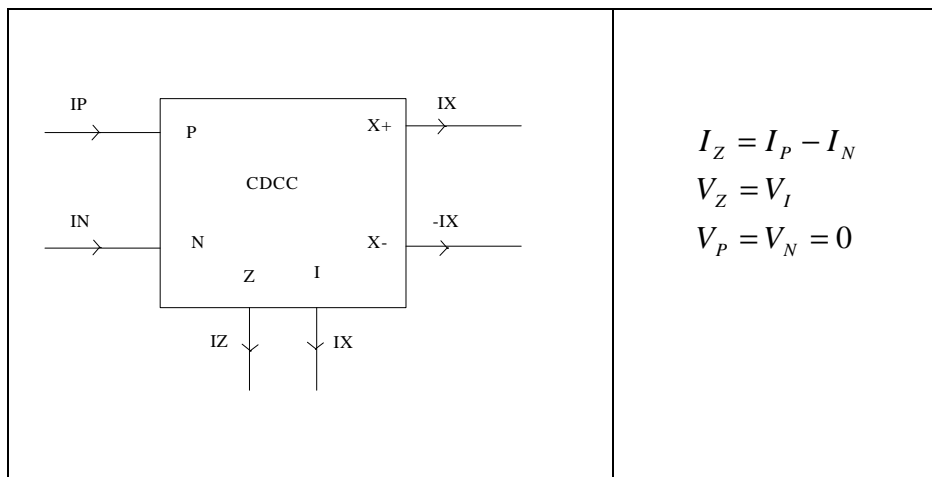 IP
IX
P
X+
CDCC
IN
-IX
N
X-
Z
I
IZ
IX
I_Z = I_P − I_N
V_Z = V_I
V_P = V_N = 0